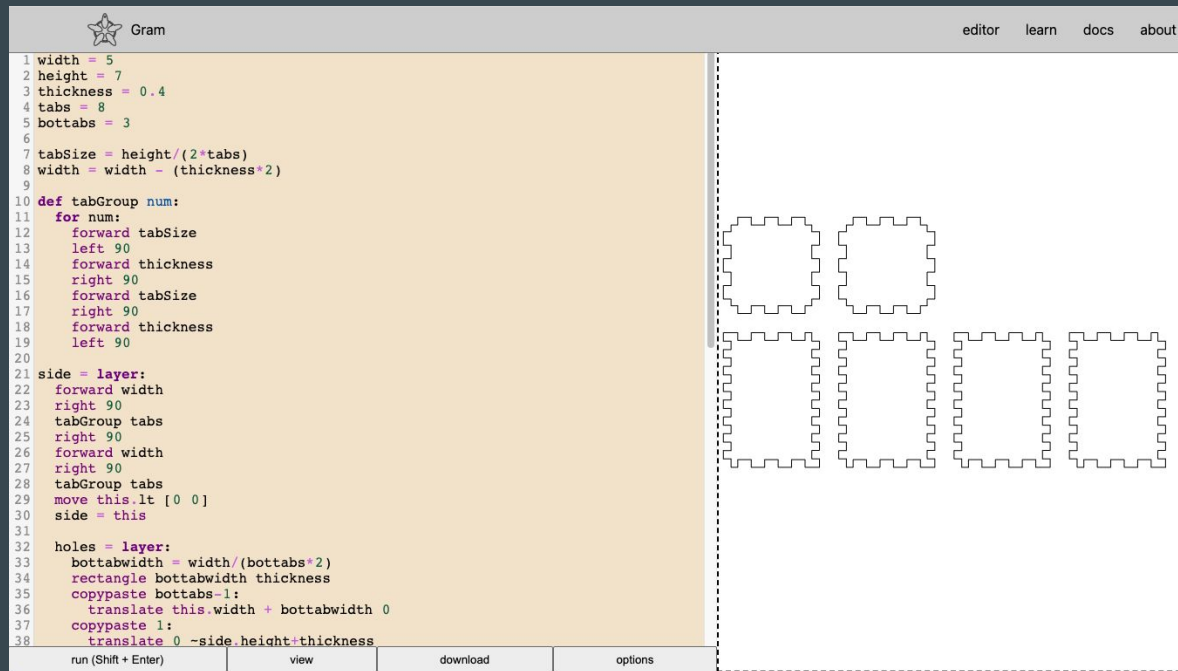 Gram
editor learn docs about
1 width = 5
2 height = 7
3 thickness = 0.4
4 tabs = 8
5 bottabs = 3
6
7 tabSize = height/(2*tabs)
8 width = width - (thickness*2)
9
10 def tabGroup num:
11   for num:
12     forward tabSize
13     left 90
14     forward thickness
15     right 90
16     forward tabSize
17     right 90
18     forward thickness
19     left 90
20
21 side = layer:
22   forward width
23   right 90
24   tabGroup tabs
25   right 90
26   forward width
27   right 90
28   tabGroup tabs
29   move this.lt [0 0]
30   side = this
31
32   holes = layer:
33     bottabwidth = width/(bottabs*2)
34     rectangle bottabwidth thickness
35     copypaste bottabs-1:
36       translate this.width + bottabwidth 0
37     copypaste 1:
38       translate 0 ~side.height+thickness
run (Shift + Enter) view download options